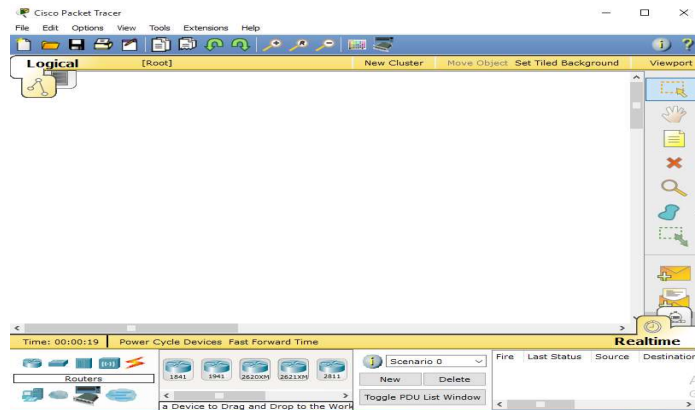 Cisco Packet Tracer
File Edit Options View Tools Extensions Help
Logical [Root] New Cluster Move Object Set Tiled Background Viewport
Time: 00:00:19 Power Cycle Devices Fast Forward Time Realtime
Routers
1841 1941 2620XM 2621XM 2811
a Device to Drag and Drop to the Work
Scenario 0
New Delete
Toggle PDU List Window
Fire Last Status Source Destination